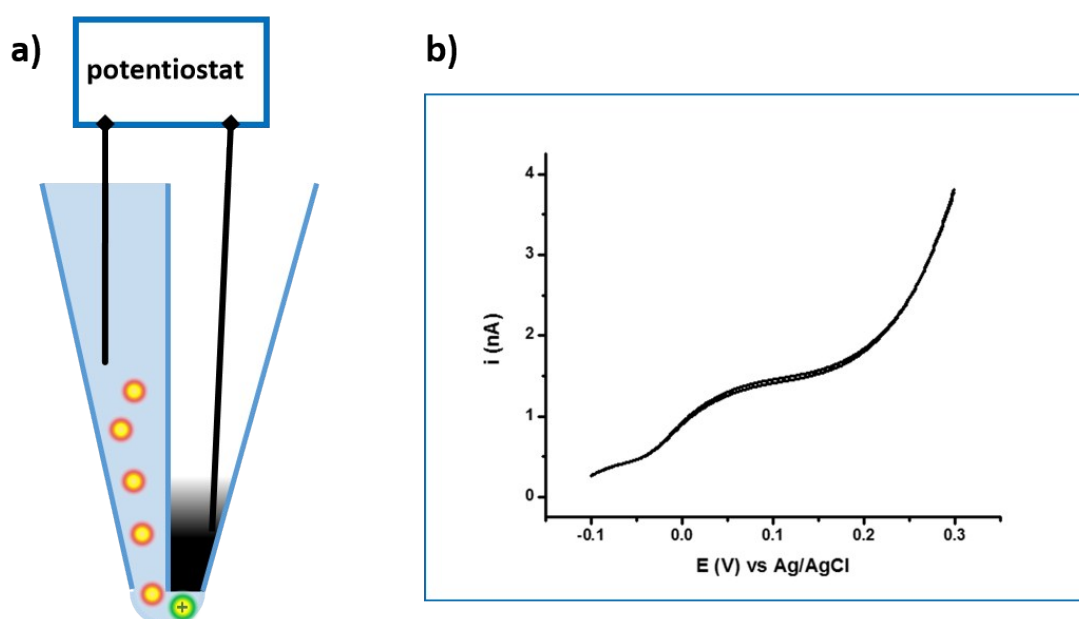 a)
potentiostat
+
b)
4
3
2
1
0
i (nA)
-0.1 0.0 0.1 0.2 0.3
E (V) vs Ag/AgCl